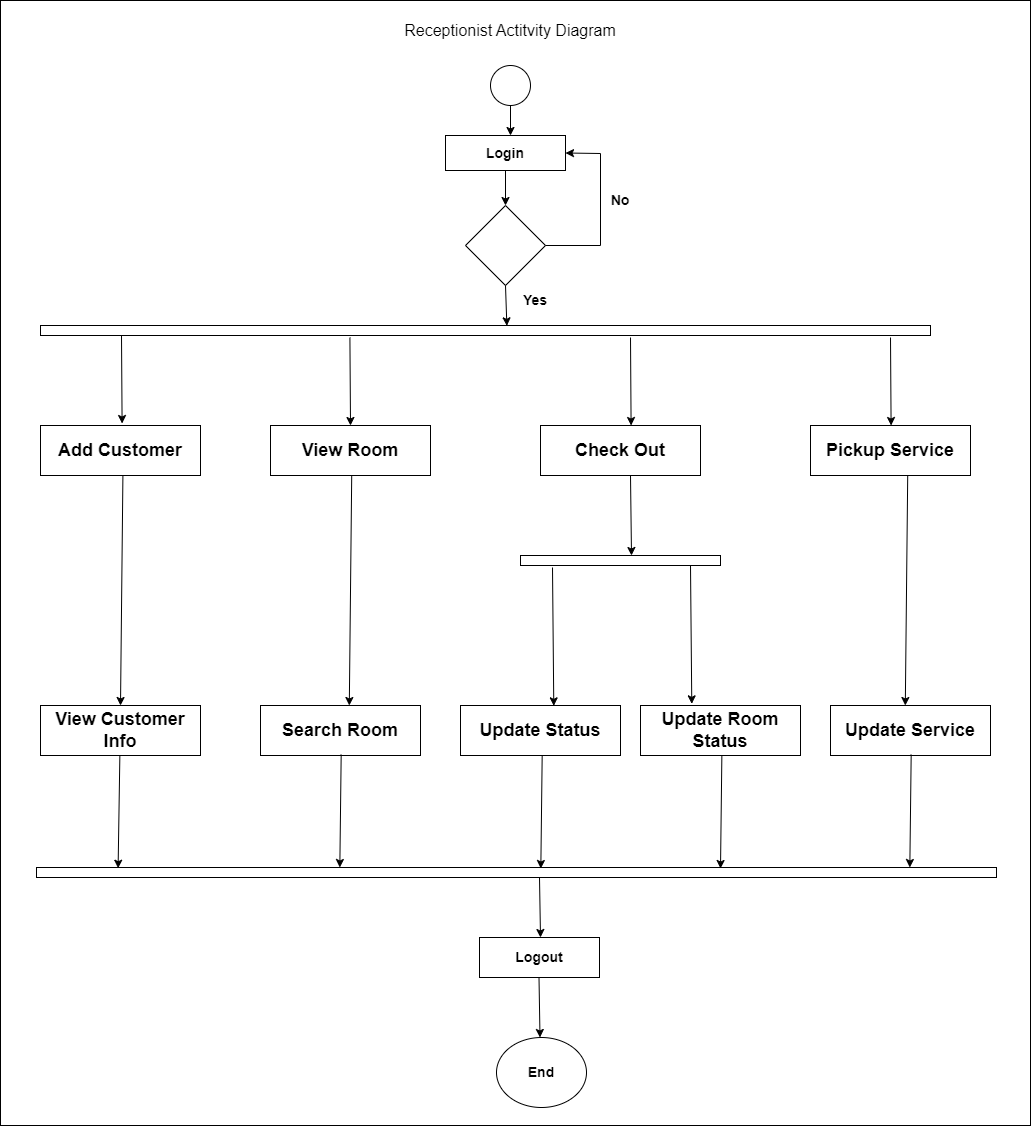 Receptionist Actitvity Diagram
Login
No
Yes
Add Customer
View Room
Check Out
Pickup Service
View Customer
Info
Search Room
Update Status
Update Room
Status
Update Service
Logout
End